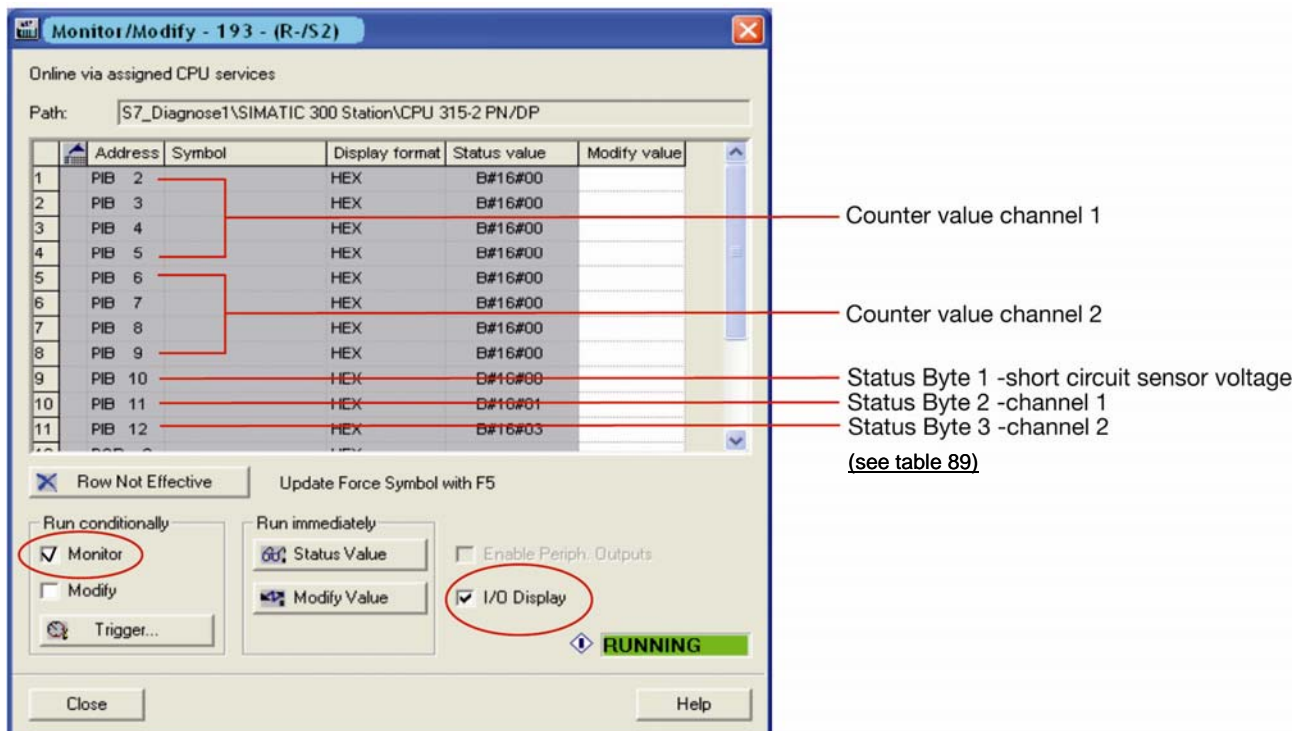 Monitor/Modify - 193 - (R-/S2)
Online via assigned CPU services
Path: S7_Diagnose1\SIMATIC 300 Station\CPU 315-2 PN/DP
Address Symbol Display format Status value Modify value
1 PIB 2 HEX B#16#00
2 PIB 3 HEX B#16#00
3 PIB 4 HEX B#16#00
4 PIB 5 HEX B#16#00
5 PIB 6 HEX B#16#00
6 PIB 7 HEX B#16#00
7 PIB 8 HEX B#16#00
8 PIB 9 HEX B#16#00
9 PIB 10 HEX B#16#00
10 PIB 11 HEX B#16#01
11 PIB 12 HEX B#16#03
Counter value channel 1
Counter value channel 2
Status Byte 1 -short circuit sensor voltage
Status Byte 2 -channel 1
Status Byte 3 -channel 2
(see table 89)
Row Not Effective
Update Force Symbol with F5
Run conditionally
Monitor
Modify
Trigger...
Run immediately
Status Value
Modify Value
Enable Periph. Outputs
I/O Display
RUNNING
Close
Help